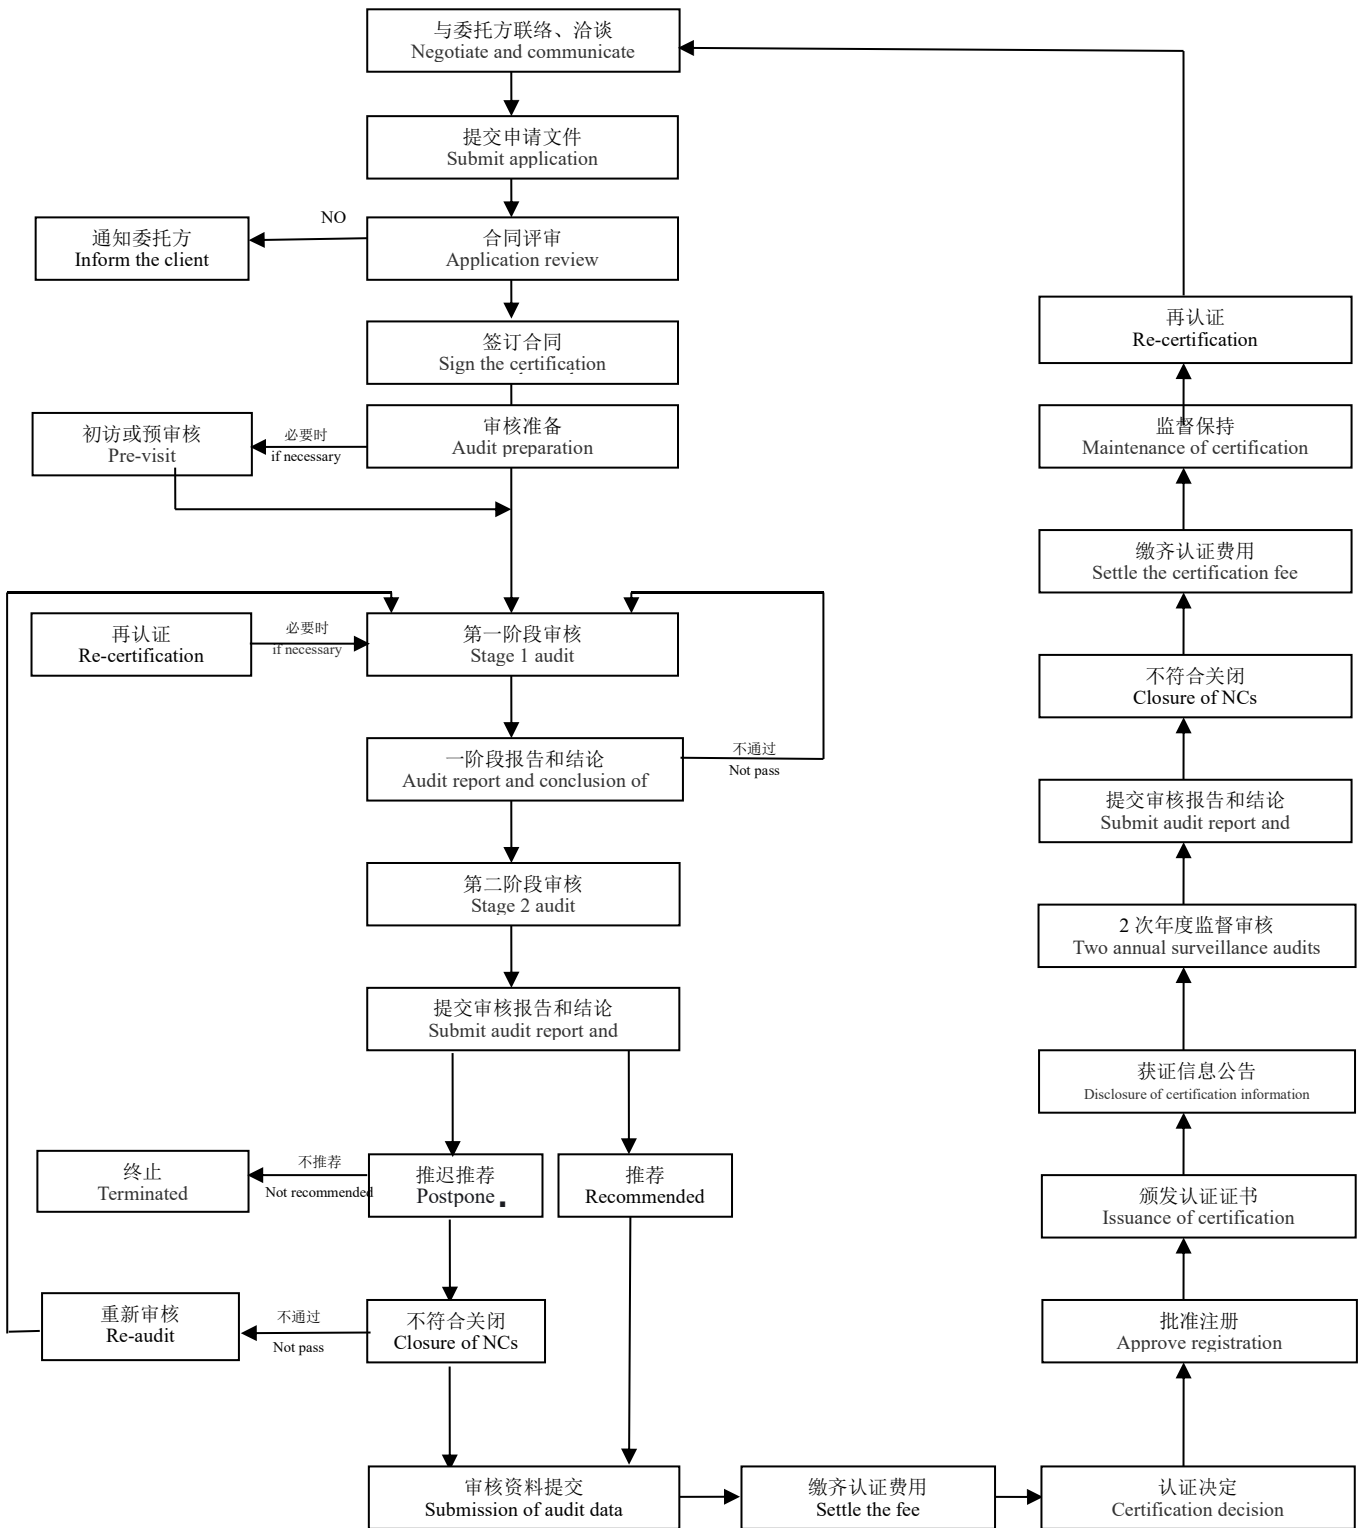 与委托方联络、洽谈
Negotiate and communicate
提交申请文件
Submit application
NO
通知委托方
Inform the client
合同评审
Application review
签订合同
Sign the certification
初访或预审核
Pre-visit
必要时
if necessary
审核准备
Audit preparation
再认证
Re-certification
必要时
if necessary
第一阶段审核
Stage 1 audit
一阶段报告和结论
Audit report and conclusion of
不通过
Not pass
第二阶段审核
Stage 2 audit
提交审核报告和结论
Submit audit report and
终止
Terminated
不推荐
Not recommended
推迟推荐
Postpone
推荐
Recommended
重新审核
Re-audit
不通过
Not pass
不符合关闭
Closure of NCs
审核资料提交
Submission of audit data
缴齐认证费用
Settle the fee
认证决定
Certification decision
批准注册
Approve registration
颁发认证证书
Issuance of certification
获证信息公告
Disclosure of certification information
2 次年度监督审核
Two annual surveillance audits
提交审核报告和结论
Submit audit report and
不符合关闭
Closure of NCs
缴齐认证费用
Settle the certification fee
监督保持
Maintenance of certification
再认证
Re-certification